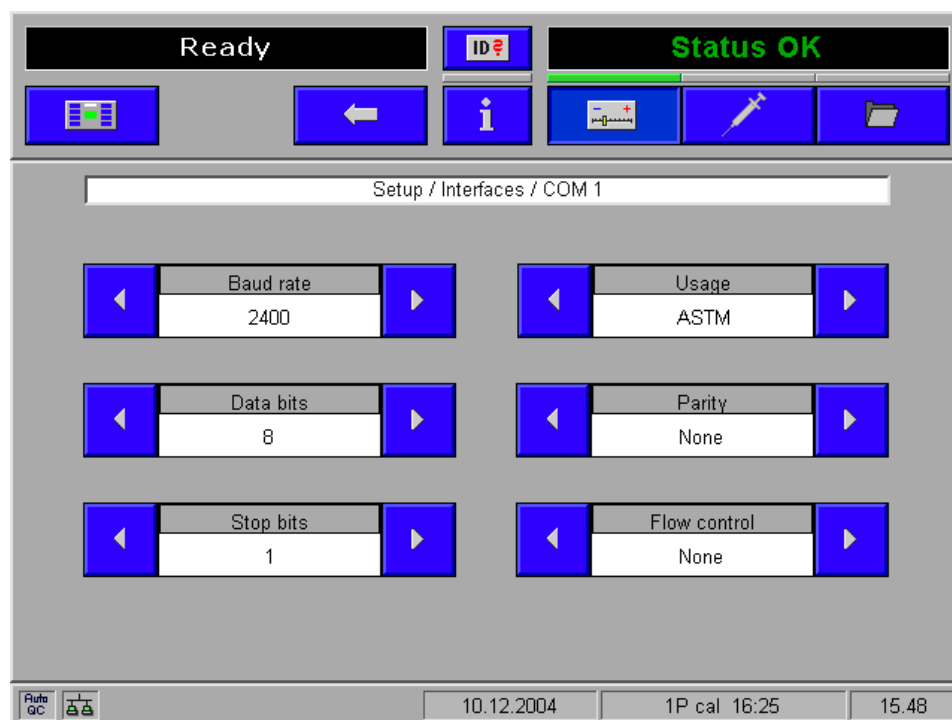 Ready
ID?
Status OK
i
- +
Setup / Interfaces / COM 1
Baud rate
2400
Usage
ASTM
Data bits
8
Parity
None
Stop bits
1
Flow control
None
Auto
QC
10.12.2004
1P cal 16:25
15.48